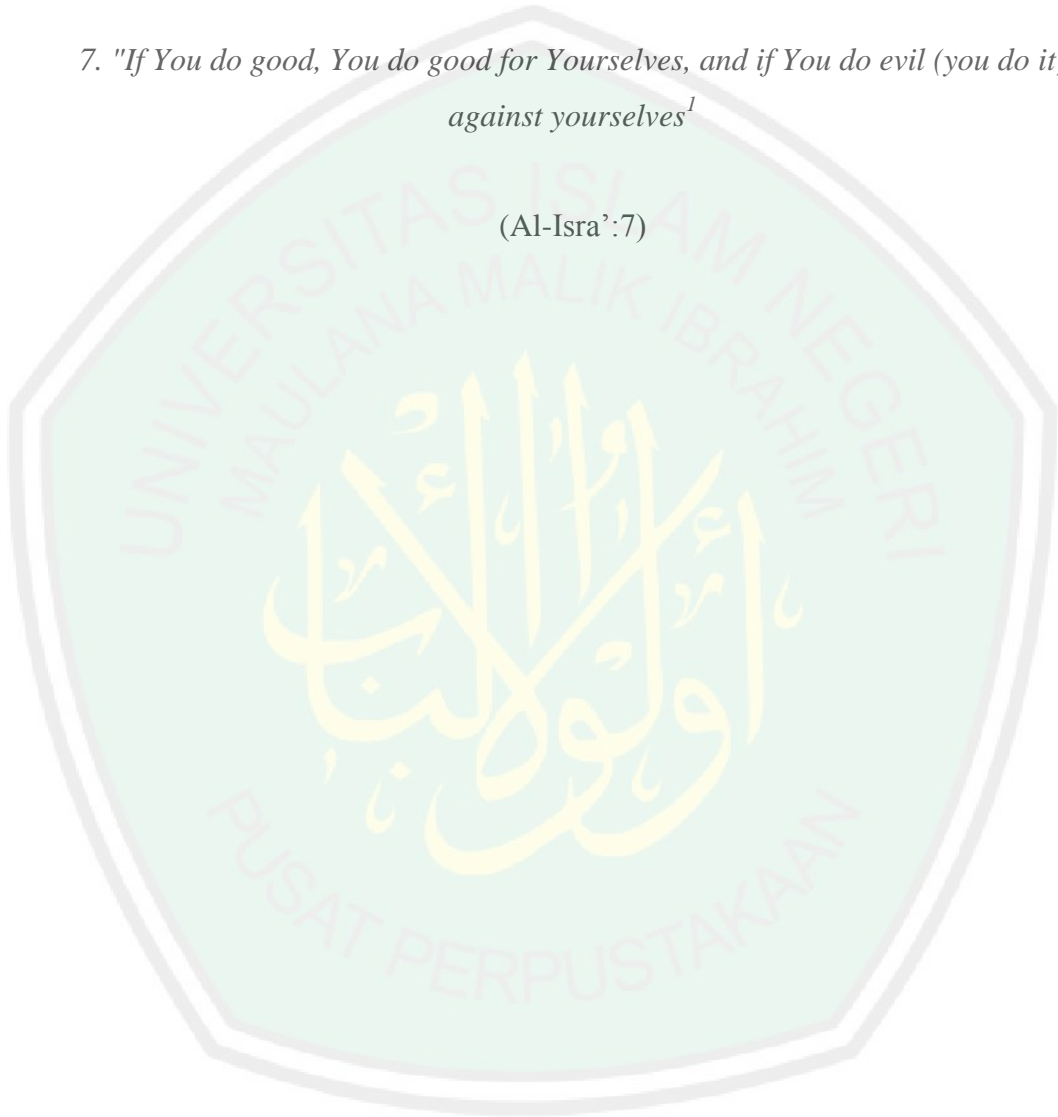 7. "If You do good, You do good for Yourselves, and if You do evil (you do it)
against yourselves1
(Al-Isra':7)
UNIVERSITAS ISLAM NEGERI
MAULANA MALIK IBRAHIM
أولوا الألباب
PUSAT PERPUSTAKAAN